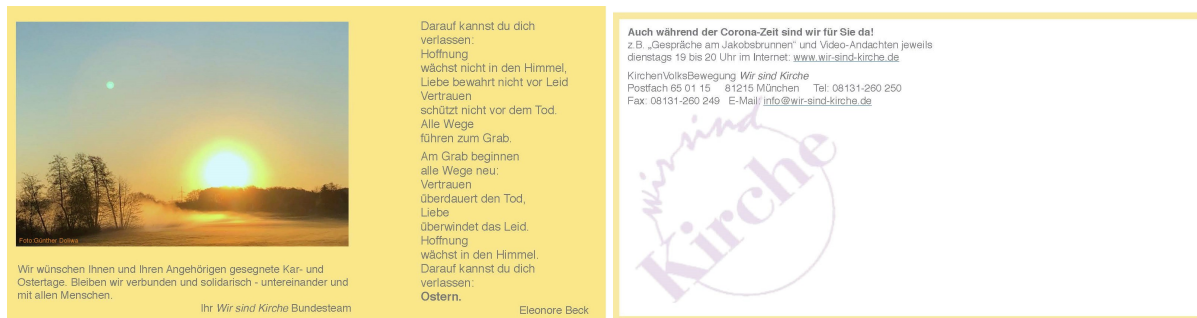 Foto:Günther Doliwa
Wir wünschen Ihnen und Ihren Angehörigen gesegnete Kar- und
Ostertage. Bleiben wir verbunden und solidarisch - untereinander und
mit allen Menschen.
Ihr Wir sind Kirche Bundesteam
Darauf kannst du dich
verlassen:
Hoffnung
wächst nicht in den Himmel,
Liebe bewahrt nicht vor Leid
Vertrauen
schützt nicht vor dem Tod.
Alle Wege
führen zum Grab.
Am Grab beginnen
alle Wege neu:
Vertrauen
überdauert den Tod,
Liebe
überwindet das Leid.
Hoffnung
wächst in den Himmel.
Darauf kannst du dich
verlassen:
Ostern.
Eleonore Beck
Auch während der Corona-Zeit sind wir für Sie da!
z.B. „Gespräche am Jakobsbrunnen" und Video-Andachten jeweils
dienstags 19 bis 20 Uhr im Internet: www.wir-sind-kirche.de
KirchenVolksBewegung Wir sind Kirche
Postfach 65 01 15 81215 München Tel: 08131-260 250
Fax: 08131-260 249 E-Mail: info@wir-sind-kirche.de
wir sind
Kirche